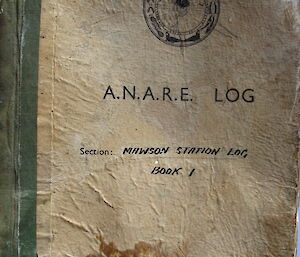 A.N.A.R.E. LOG
Section: MAWSON STATION LOG,
BOOK 1